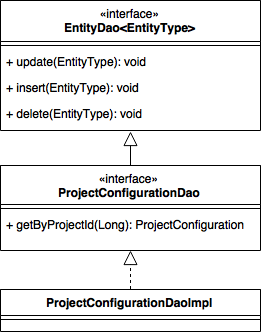 «interface»
EntityDao<EntityType>
+ update(EntityType): void
+ insert(EntityType): void
+ delete(EntityType): void
«interface»
ProjectConfigurationDao
+ getByProjectId(Long): ProjectConfiguration
ProjectConfigurationDaoImpl